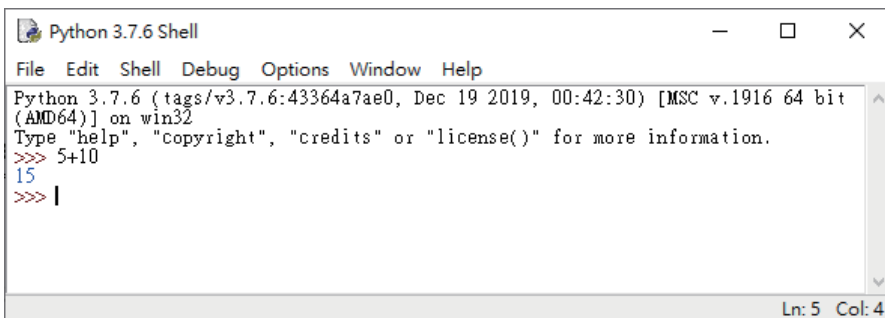 Python 3.7.6 Shell
File Edit Shell Debug Options Window Help
Python 3.7.6 (tags/v3.7.6:43364a7ae0, Dec 19 2019, 00:42:30) [MSC v.1916 64 bit
(AMD64)] on win32
Type "help", "copyright", "credits" or "license()" for more information.
>>> 5+10
15
>>>
Ln: 5 Col: 4